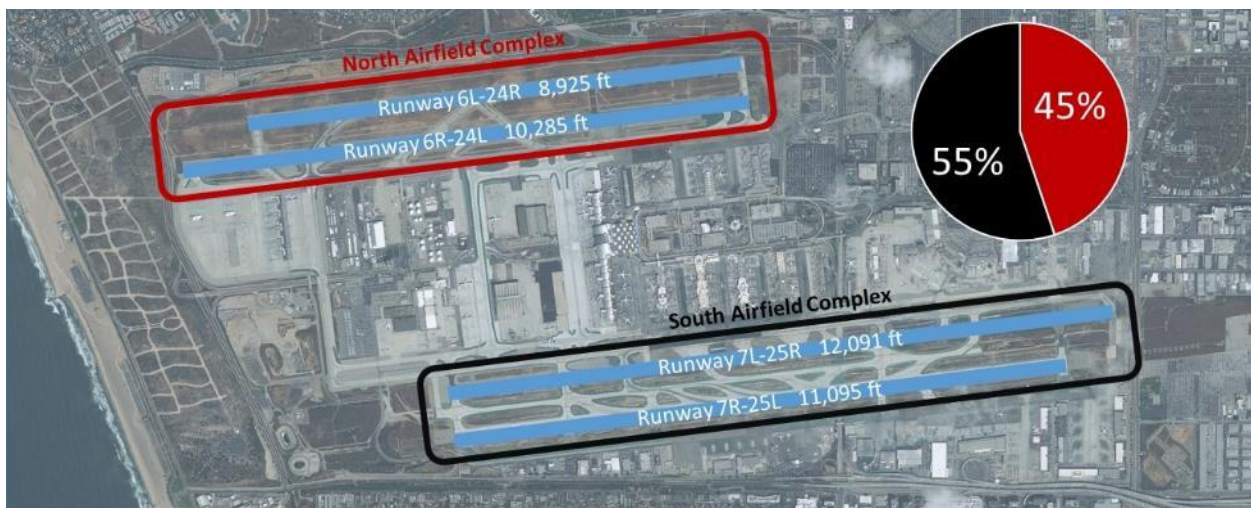 North Airfield Complex
Runway 6L-24R 8,925 ft
Runway 6R-24L 10,285 ft
45%
55%
South Airfield Complex
Runway 7L-25R 12,091 ft
Runway 7R-25L 11,095 ft